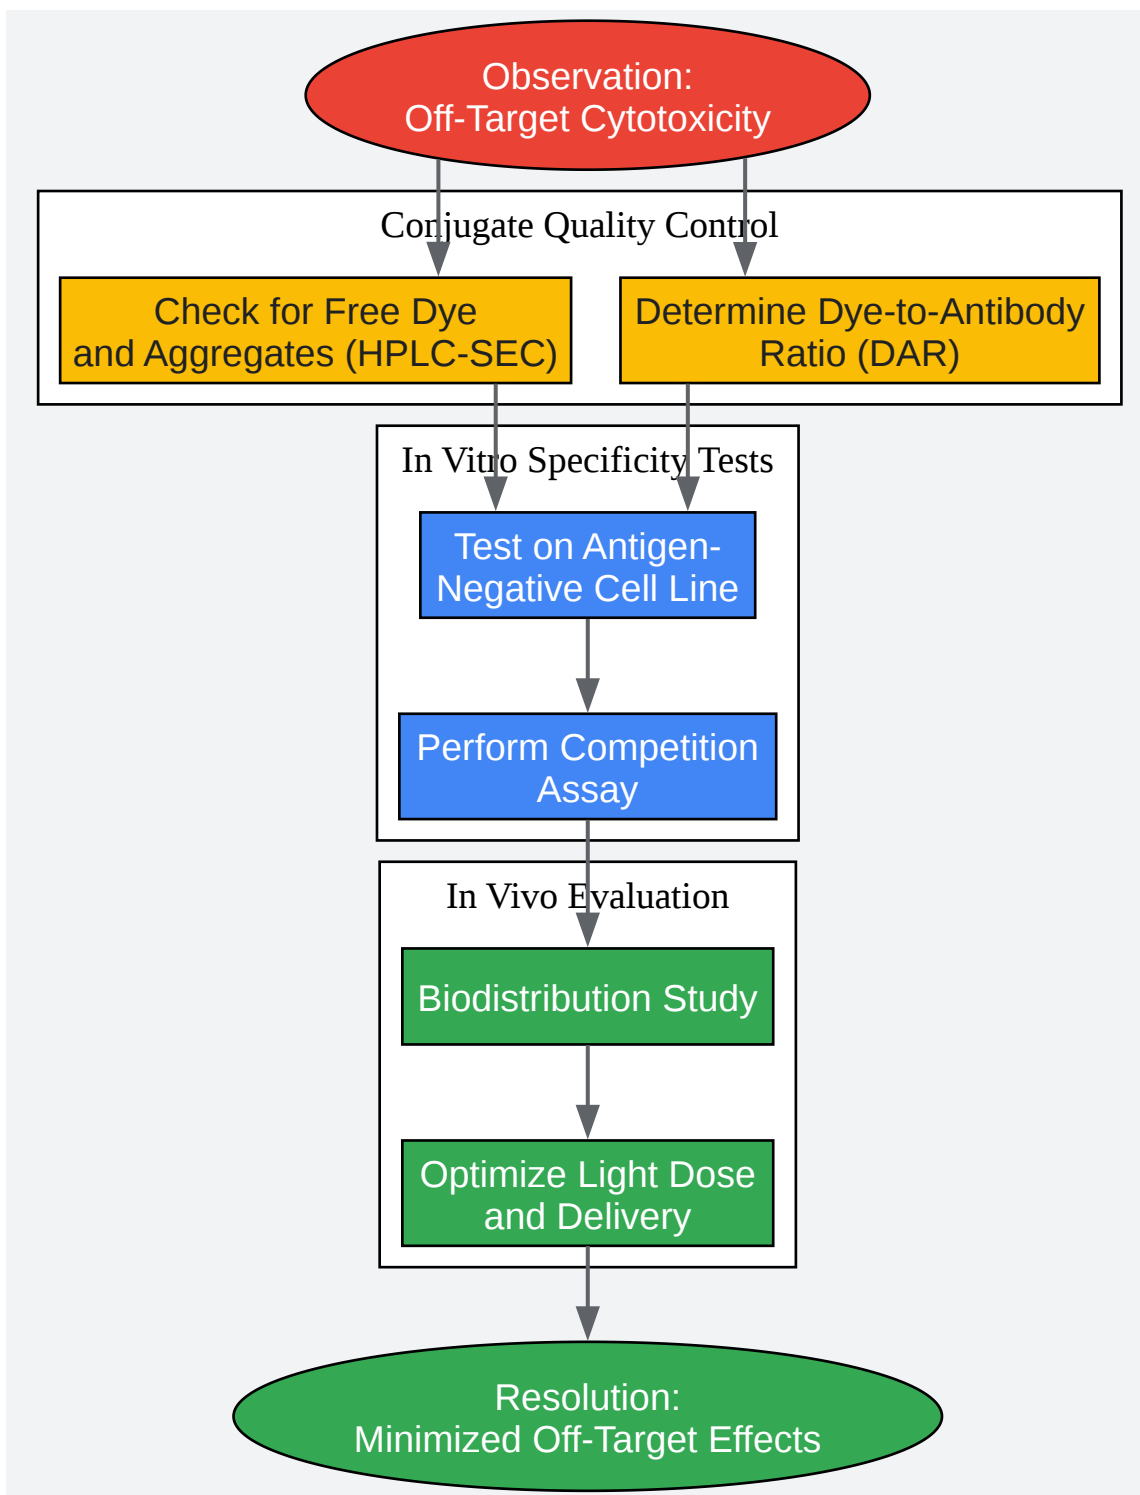 Observation:
Off-Target Cytotoxicity
Conjugate Quality Control
Check for Free Dye
and Aggregates (HPLC-SEC)
Determine Dye-to-Antibody
Ratio (DAR)
In Vitro Specificity Tests
Test on Antigen-
Negative Cell Line
Perform Competition
Assay
In Vivo Evaluation
Biodistribution Study
Optimize Light Dose
and Delivery
Resolution:
Minimized Off-Target Effects